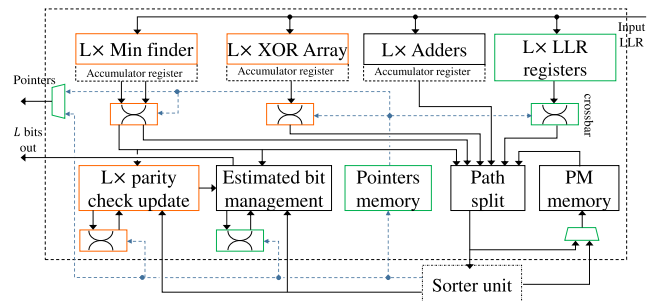 Input
LLR
L× Min finder
Accumulator register
L× XOR Array
Accumulator register
L× Adders
Accumulator register
L× LLR
registers
Pointers
crossbar
L bits
out
L× parity
check update
Estimated bit
management
Pointers
memory
Path
split
PM
memory
Sorter unit